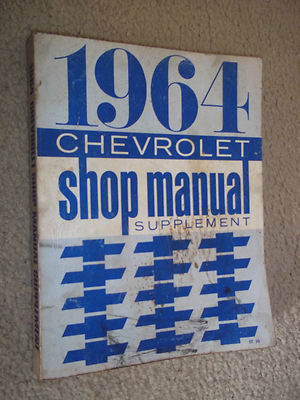 1964
CHEVROLET
shop manual
SUPPLEMENT